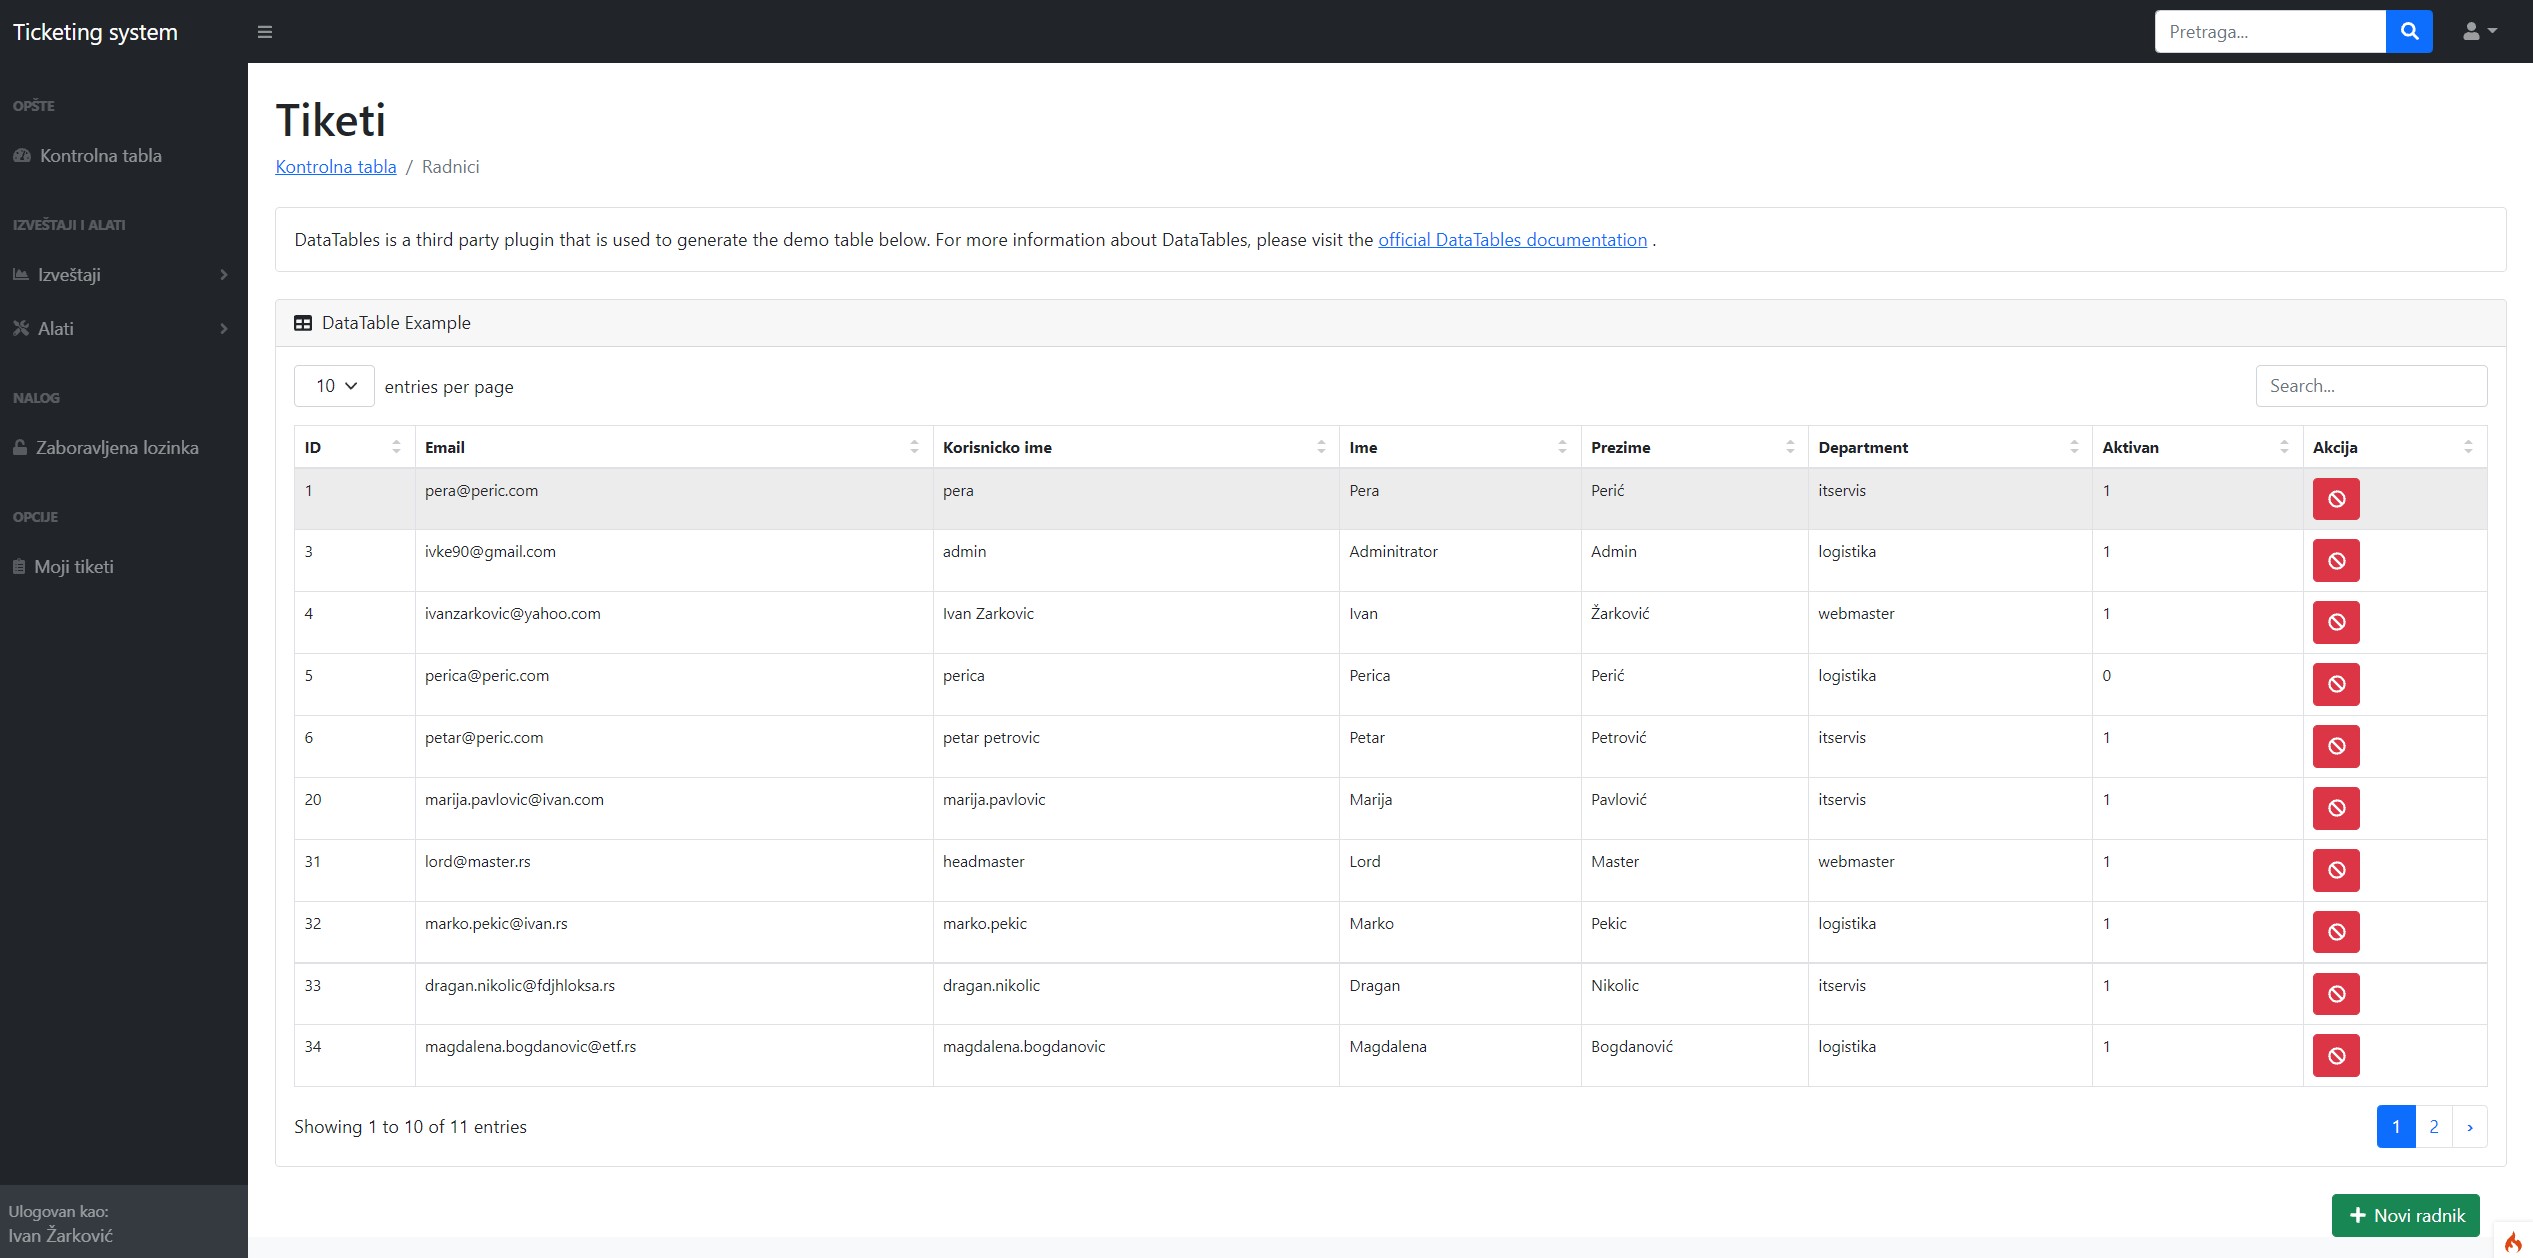 Ticketing system
Pretraga...
OPŠTE
Kontrolna tabla
IZVEŠTAJI I ALATI
Izveštaji
Alati
NALOG
Zaboravljena lozinka
OPCIJE
Moji tiketi
Ulogovan kao:
Ivan Žarković
Tiketi
Kontrolna tabla / Radnici
DataTables is a third party plugin that is used to generate the demo table below. For more information about DataTables, please visit the official DataTables documentation .
DataTable Example
10 entries per page
Search...
ID Email Korisnicko ime Ime Prezime Department Aktivan Akcija
1 pera@peric.com pera Pera Perić itservis 1
3 ivke90@gmail.com admin Adminitrator Admin logistika 1
4 ivanzarkovic@yahoo.com Ivan Zarkovic Ivan Žarković webmaster 1
5 perica@peric.com perica Perica Perić logistika 0
6 petar@peric.com petar petrovic Petar Petrović itservis 1
20 marija.pavlovic@ivan.com marija.pavlovic Marija Pavlović itservis 1
31 lord@master.rs headmaster Lord Master webmaster 1
32 marko.pekic@ivan.rs marko.pekic Marko Pekic logistika 1
33 dragan.nikolic@fdjhloksa.rs dragan.nikolic Dragan Nikolic itservis 1
34 magdalena.bogdanovic@etf.rs magdalena.bogdanovic Magdalena Bogdanović logistika 1
Showing 1 to 10 of 11 entries
1 2 ›
Novi radnik